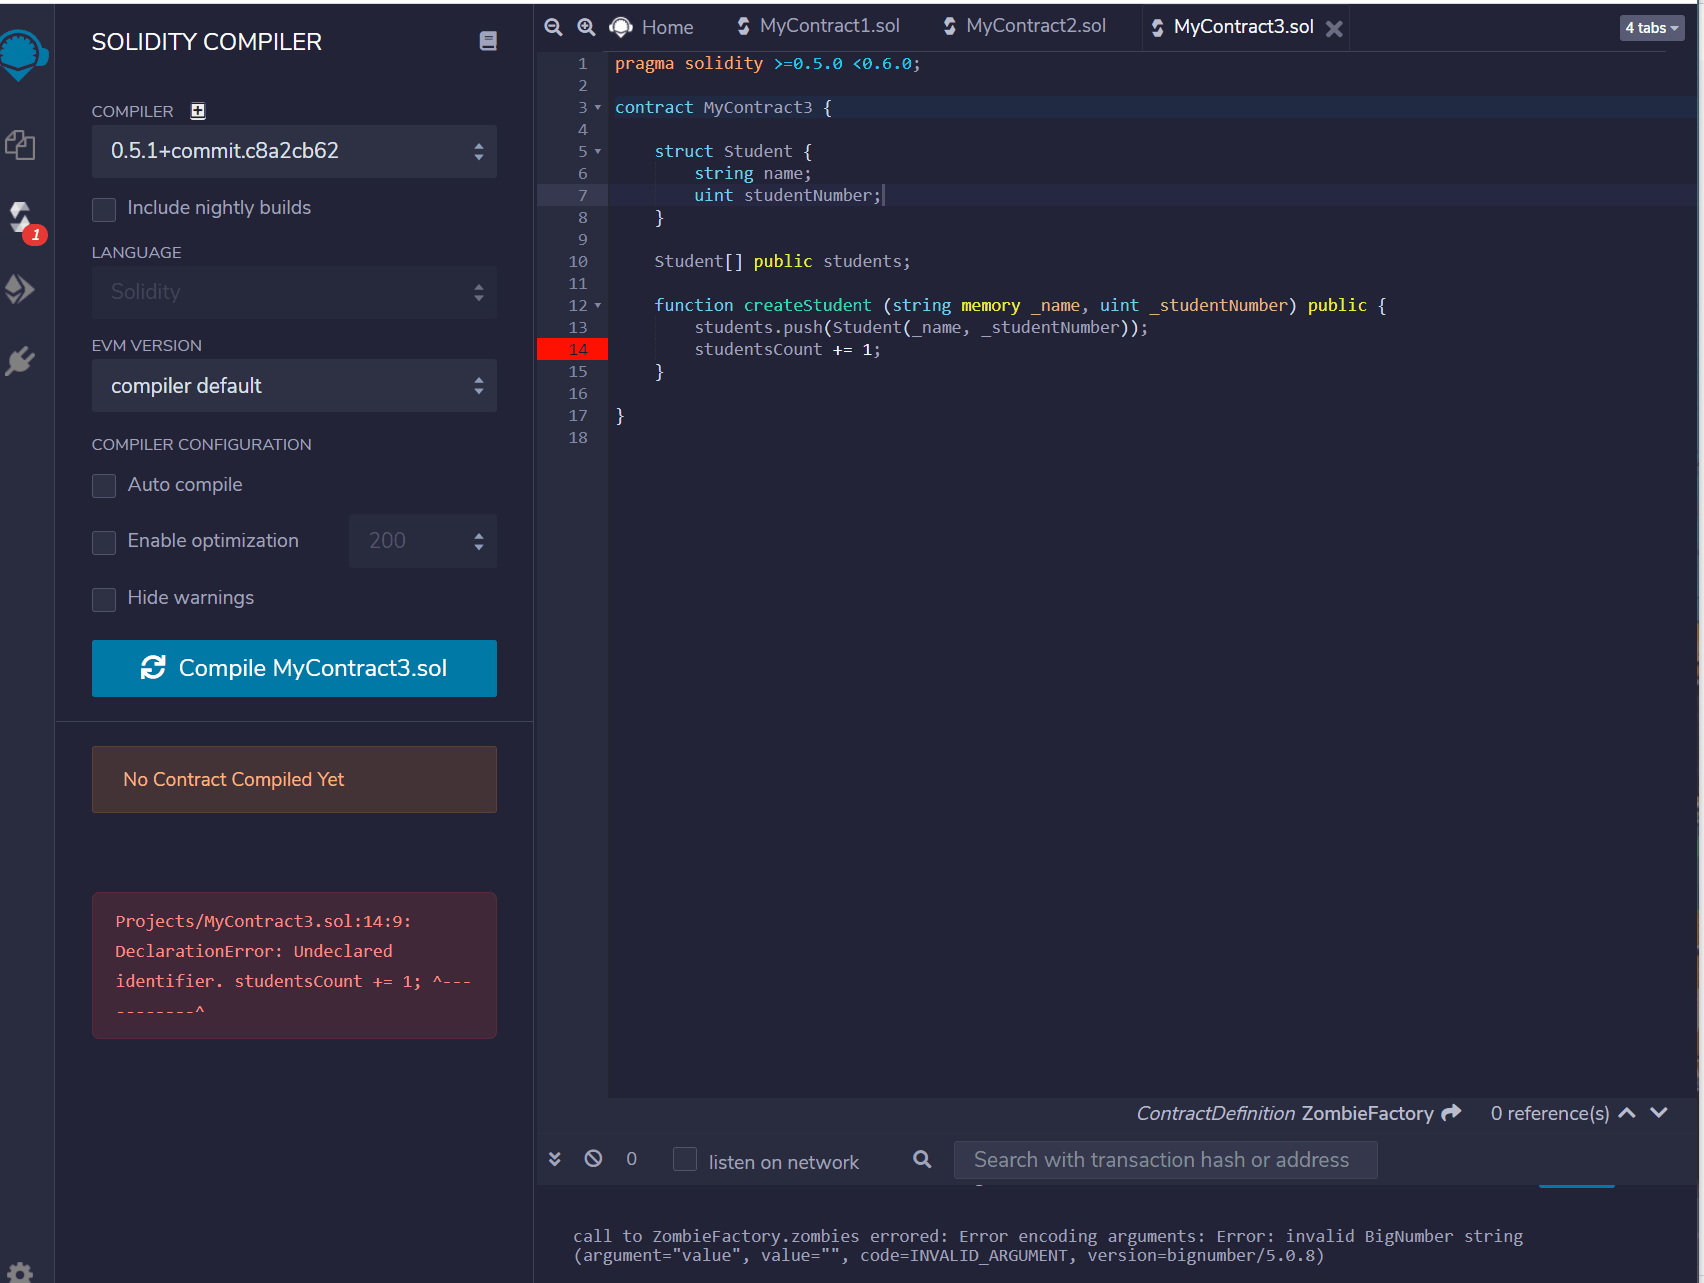 SOLIDITY COMPILER
COMPILER
0.5.1+commit.c8a2cb62
Include nightly builds
LANGUAGE
Solidity
EVM VERSION
compiler default
COMPILER CONFIGURATION
Auto compile
Enable optimization 200
Hide warnings
Compile MyContract3.sol
No Contract Compiled Yet
Projects/MyContract3.sol:14:9:
DeclarationError: Undeclared
identifier. studentsCount += 1; ^---
-----------^
1
Home MyContract1.sol MyContract2.sol MyContract3.sol 4 tabs
1 pragma solidity >=0.5.0 <0.6.0;
2
3 contract MyContract3 {
4
5 struct Student {
6 string name;
7 uint studentNumber;
8 }
9
10 Student[] public students;
11
12 function createStudent (string memory _name, uint _studentNumber) public {
13 students.push(Student(_name, _studentNumber));
14 studentsCount += 1;
15 }
16
17 }
18
ContractDefinition ZombieFactory 0 reference(s)
0 listen on network Search with transaction hash or address
call to ZombieFactory.zombies errored: Error encoding arguments: Error: invalid BigNumber string
(argument="value", value="", code=INVALID_ARGUMENT, version=bignumber/5.0.8)